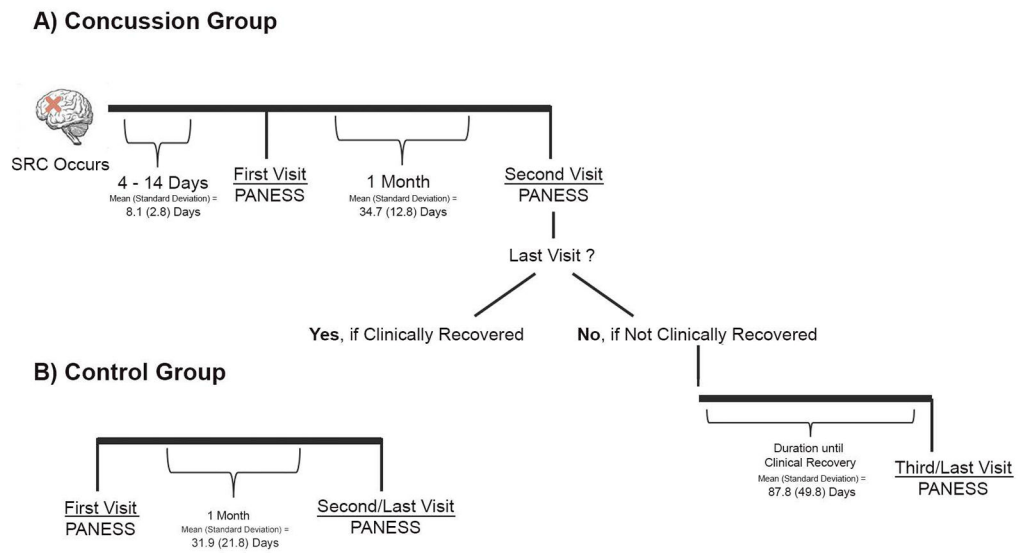 A) Concussion Group
SRC Occurs
4 - 14 Days
Mean (Standard Deviation) =
8.1 (2.8) Days
First Visit
PANESS
1 Month
Mean (Standard Deviation) =
34.7 (12.8) Days
Second Visit
PANESS
Last Visit ?
Yes, if Clinically Recovered
No, if Not Clinically Recovered
Duration until
Clinical Recovery
Mean (Standard Deviation) =
87.8 (49.8) Days
Third/Last Visit
PANESS
B) Control Group
First Visit
PANESS
1 Month
Mean (Standard Deviation) =
31.9 (21.8) Days
Second/Last Visit
PANESS